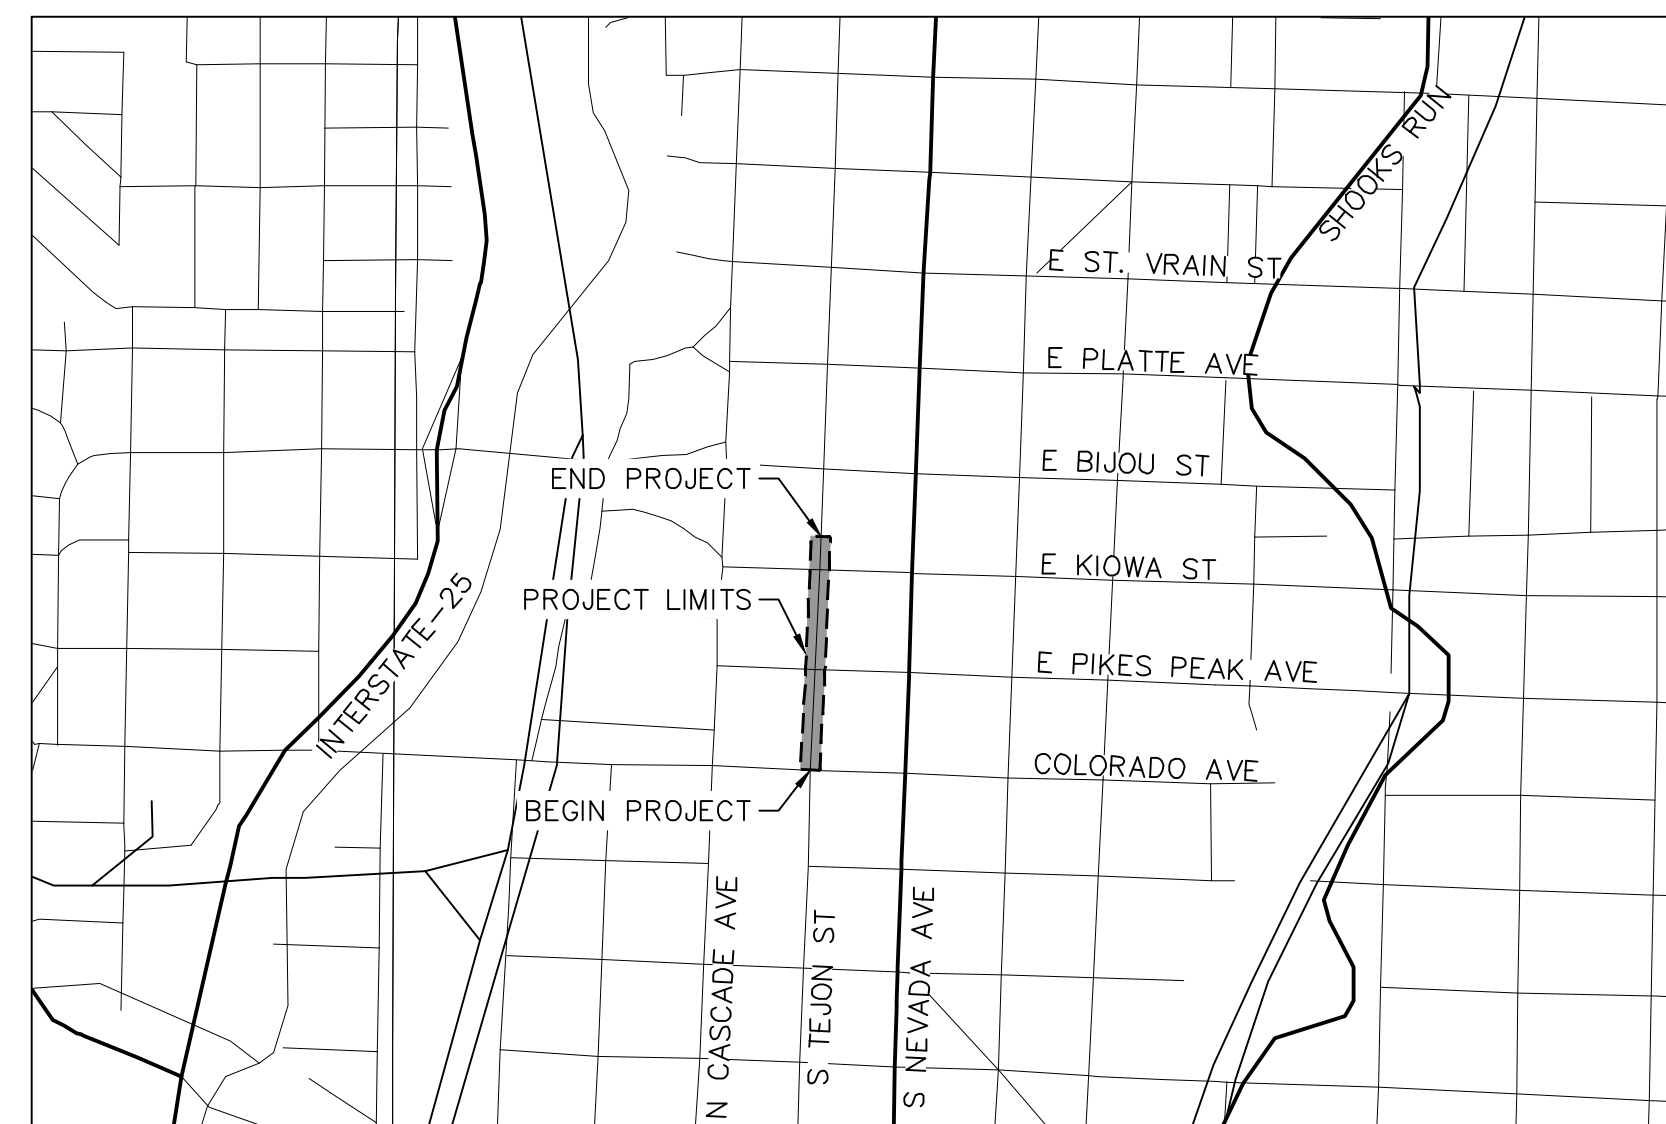 SHOOKS RUN
E ST. VRAIN ST
E PLATTE AVE
E BIJOU ST
END PROJECT
E KIOWA ST
PROJECT LIMITS
INTERSTATE-25
E PIKES PEAK AVE
COLORADO AVE
BEGIN PROJECT
N CASCADE AVE
S TEJON ST
S NEVADA AVE